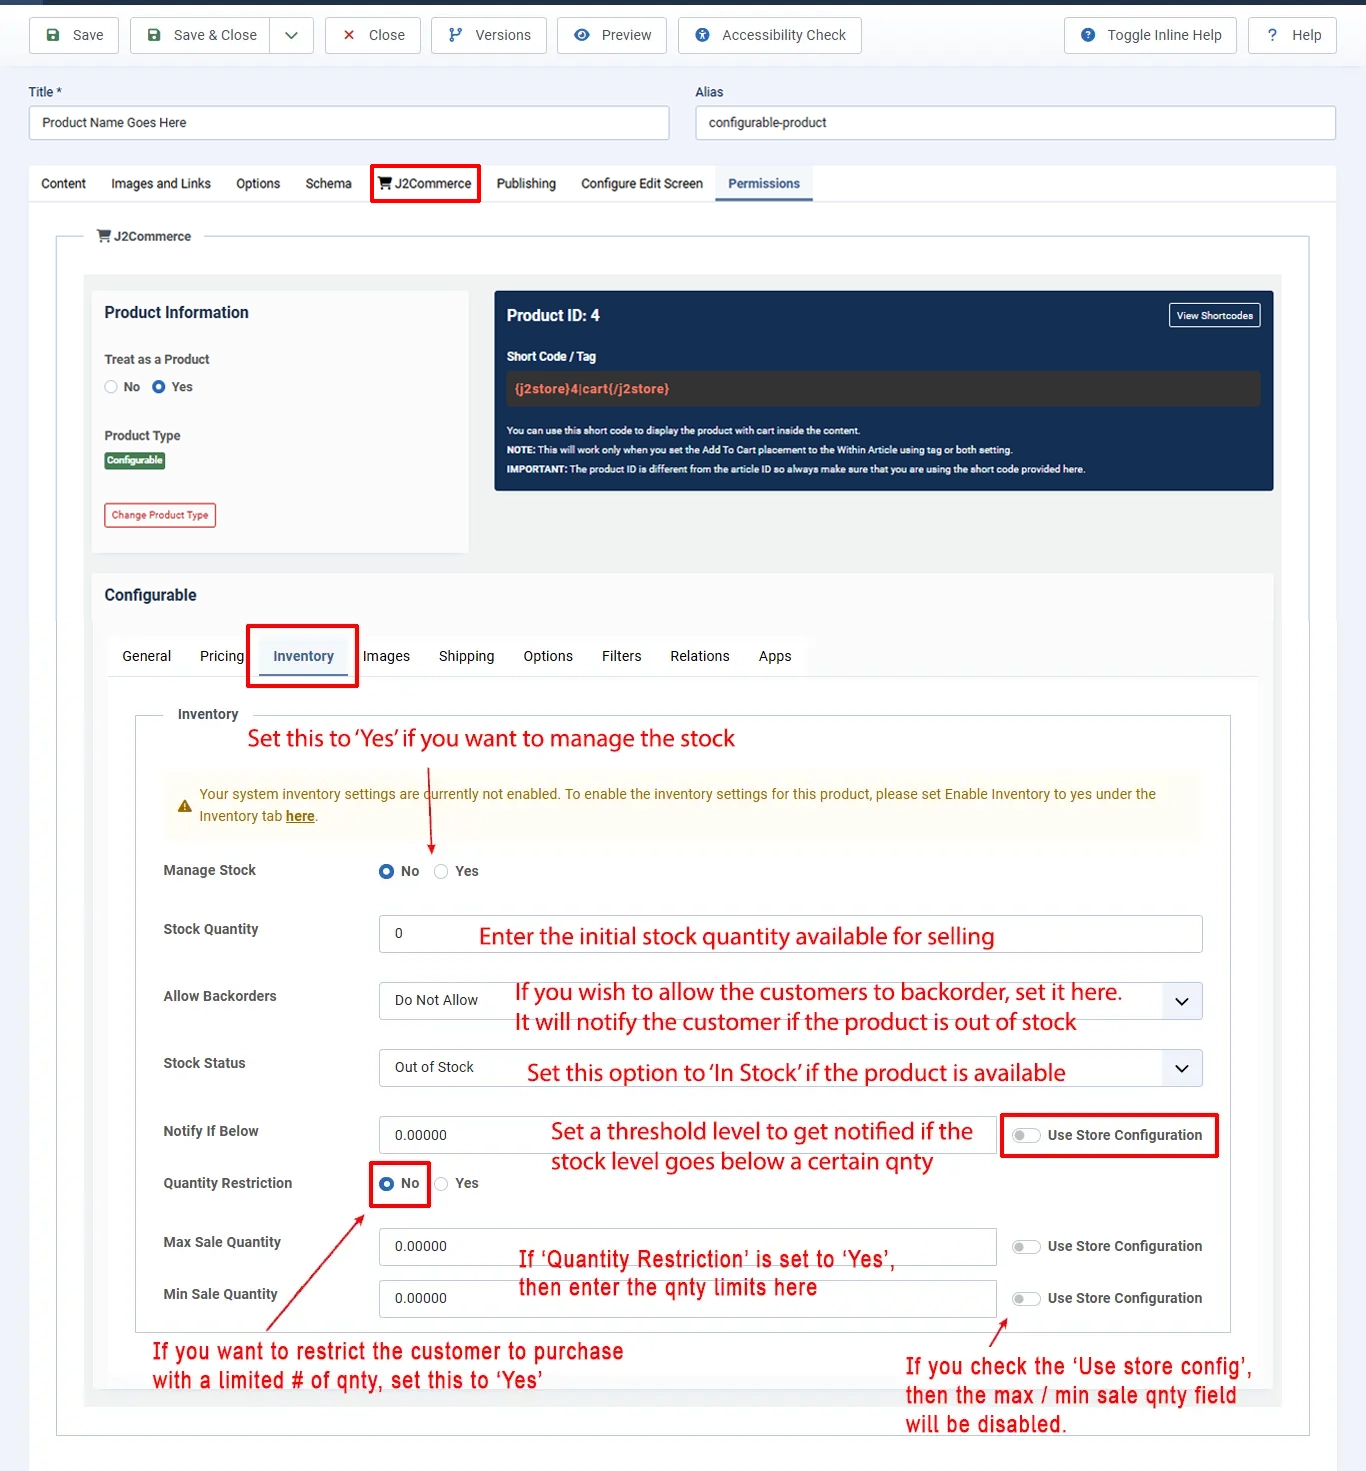 Save
Save & Close
Close
Versions
Preview
Accessibility Check
Toggle Inline Help
? Help
Title *
Alias
Product Name Goes Here
configurable-product
Content
Images and Links
Options
Schema
J2Commerce
Publishing
Configure Edit Screen
Permissions
J2Commerce
Product Information
Treat as a Product
No
Yes
Product Type
Configurable
Change Product Type
Product ID: 4
View Shortcodes
Short Code / Tag
{j2store}4|cart{/j2store}
You can use this short code to display the product with cart inside the content.
NOTE: This will work only when you set the Add To Cart placement to the Within Article using tag or both setting.
IMPORTANT: The product ID is different from the article ID so always make sure that you are using the short code provided here.
Configurable
General
Pricing
Inventory
Images
Shipping
Options
Filters
Relations
Apps
Inventory
Set this to ‘Yes’ if you want to manage the stock
Your system inventory settings are currently not enabled. To enable the inventory settings for this product, please set Enable Inventory to yes under the
Inventory tab here.
Manage Stock
No
Yes
Stock Quantity
0
Enter the initial stock quantity available for selling
Allow Backorders
Do Not Allow
If you wish to allow the customers to backorder, set it here.
It will notify the customer if the product is out of stock
Stock Status
Out of Stock
Set this option to ‘In Stock’ if the product is available
Notify If Below
0.00000
Set a threshold level to get notified if the
stock level goes below a certain qnty
Use Store Configuration
Quantity Restriction
No
Yes
Max Sale Quantity
0.00000
Use Store Configuration
If ‘Quantity Restriction’ is set to ‘Yes’,
then enter the qnty limits here
Min Sale Quantity
0.00000
Use Store Configuration
If you want to restrict the customer to purchase
with a limited # of qnty, set this to ‘Yes’
If you check the ‘Use store config’,
then the max / min sale qnty field
will be disabled.